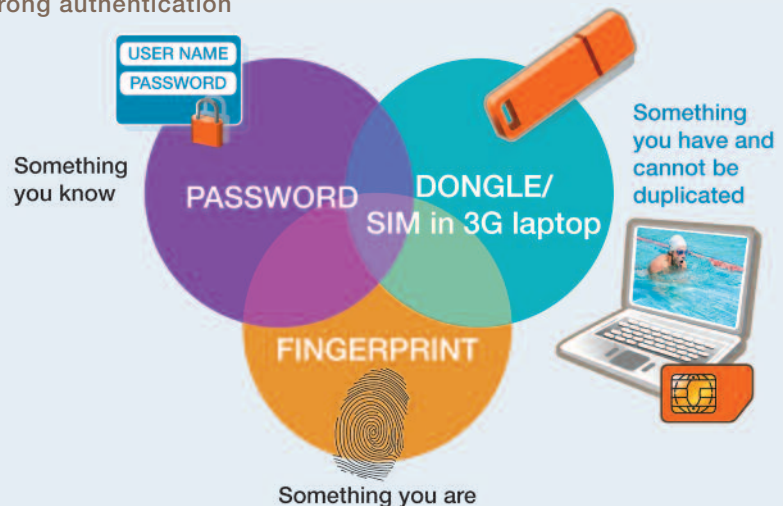 authentication
USER NAME
PASSWORD
Something
you know
PASSWORD
DONGLE/
SIM in 3G laptop
Something
you have and
cannot be
duplicated
FINGERPRINT
Something you are